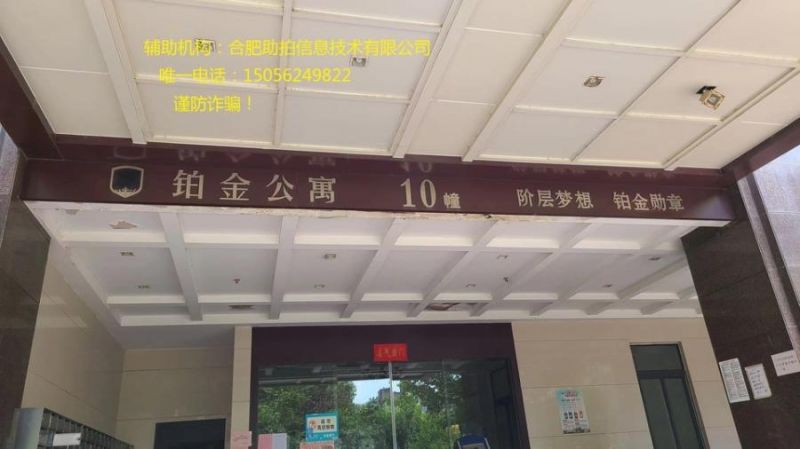 辅助机构：合肥助拍信息技术有限公司
唯一电话：15056249822
谨防诈骗！
铂金公寓 10幢 阶层梦想 铂金勋章